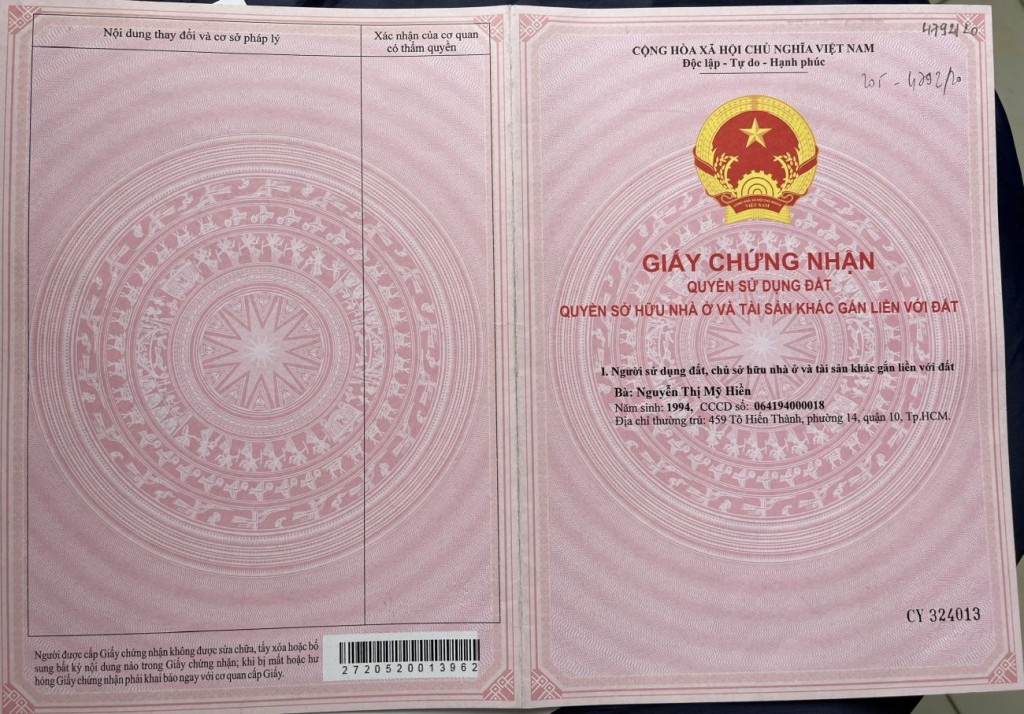 Nội dung thay đổi và cơ sở pháp lý
Xác nhận của cơ quan
có thẩm quyền
Người được cấp Giấy chứng nhận không được sửa chữa, tẩy xóa hoặc bổ
sung bất kỳ nội dung nào trong Giấy chứng nhận; khi bị mất hoặc hư
hỏng Giấy chứng nhận phải khai báo ngay với cơ quan cấp Giấy.
2720520013962
4792/20
CỘNG HÒA XÃ HỘI CHỦ NGHĨA VIỆT NAM
Độc lập - Tự do - Hạnh phúc
- 4792/20
VIỆT NAM
GIẤY CHỨNG NHẬN
QUYỀN SỬ DỤNG ĐẤT
QUYỀN SỞ HỮU NHÀ Ở VÀ TÀI SẢN KHÁC GẮN LIỀN VỚI ĐẤT
I. Người sử dụng đất, chủ sở hữu nhà ở và tài sản khác gắn liền với đất
Bà: Nguyễn Thị Mỹ Hiền
Năm sinh: 1994, CCCD số: 064194000018
Địa chỉ thường trú: 459 Tô Hiến Thành, phường 14, quận 10, Tp.HCM.
CY 324013